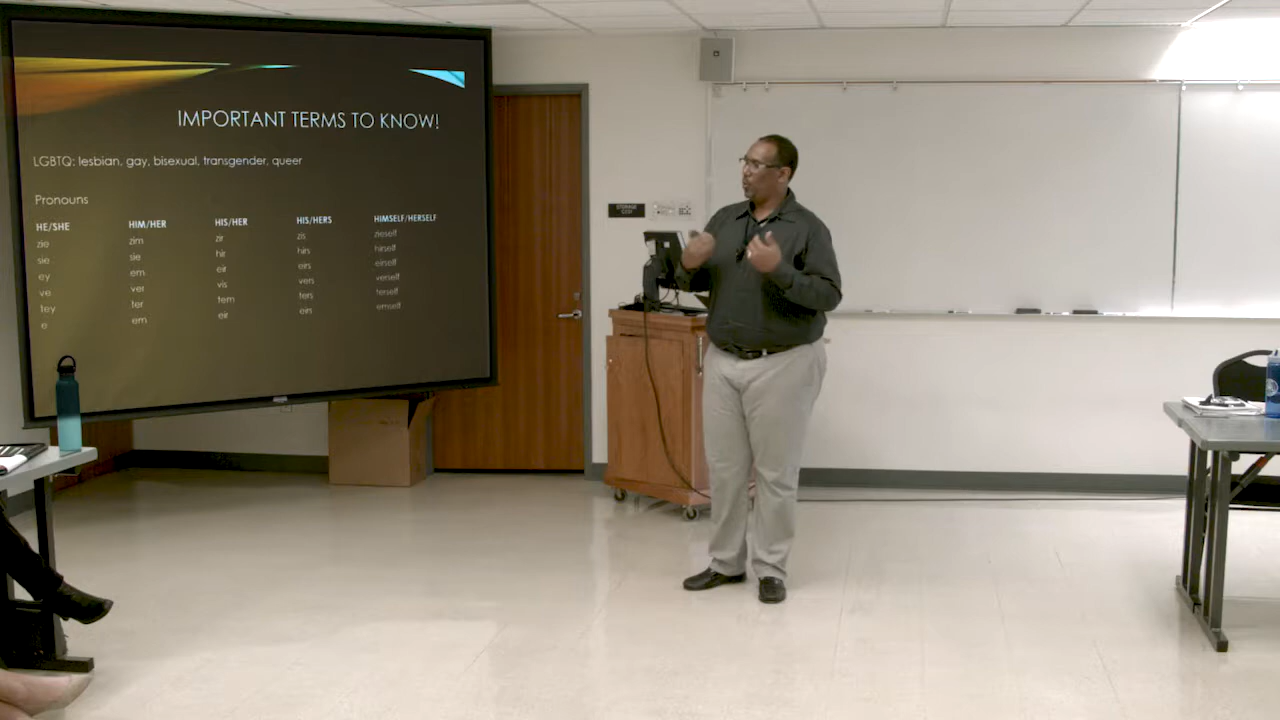 IMPORTANT TERMS TO KNOW!
LGBTQ: lesbian, gay, bisexual, transgender, queer
Pronouns
HE/SHE HIM/HER HIS/HER HIS/HERS HIMSELF/HERSELF
zie zim zir zis zieself
sie sie hir hirs hirself
ey em eir eirs eirself
ve ver vis vers verself
tey ter tem ters terself
e em eir eirs emself
STORAGE